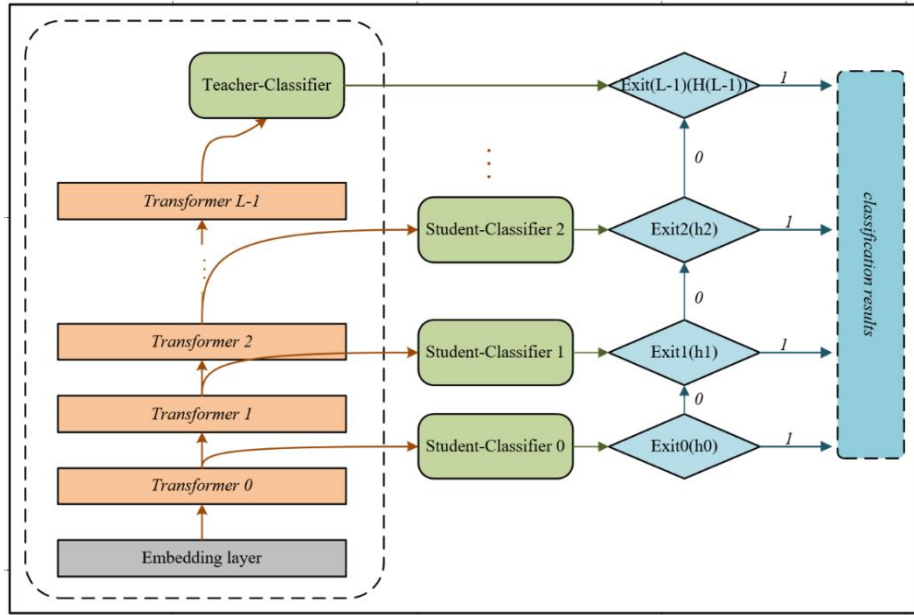 Teacher-Classifier
Exit(L-1)(H(L-1))
1
0
Transformer L-1
Student-Classifier 2
Exit2(h2)
1
0
Transformer 2
Student-Classifier 1
Exit1(h1)
1
0
Transformer 1
Student-Classifier 0
Exit0(h0)
1
Transformer 0
Embedding layer
classification results